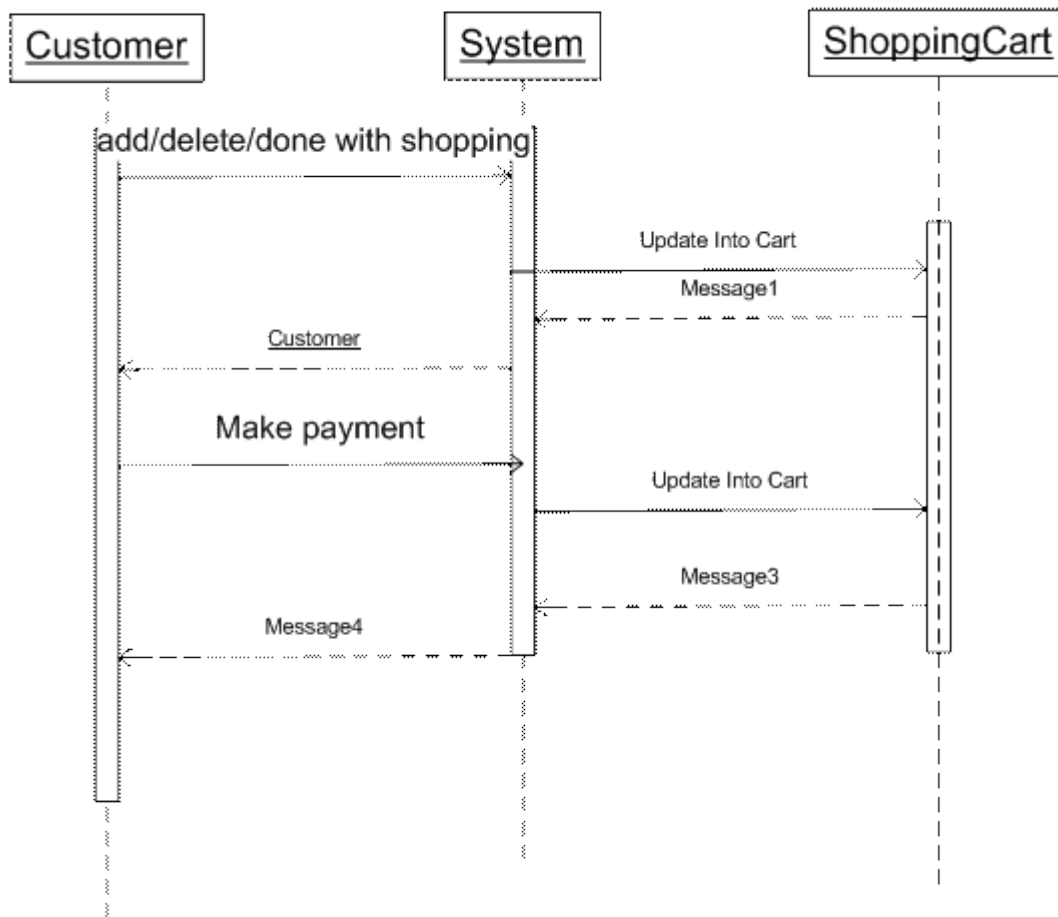 Customer
System
ShoppingCart
add/delete/done with shopping
Update Into Cart
Message1
Customer
Make payment
Update Into Cart
Message3
Message4